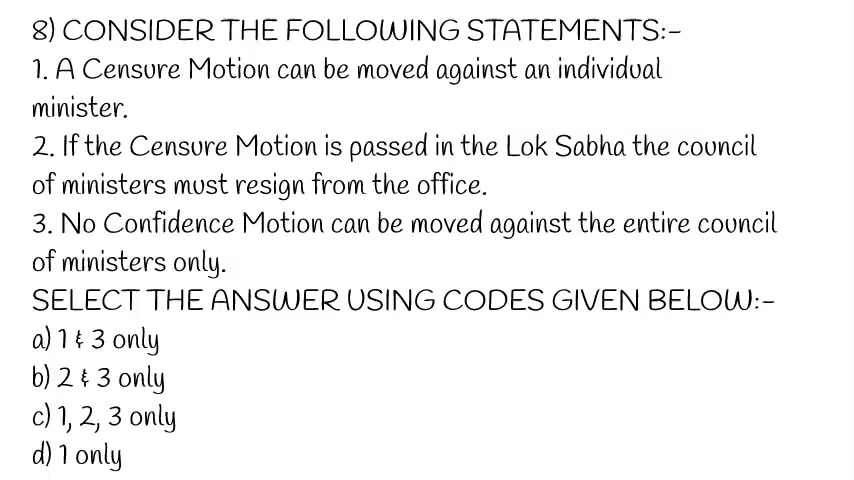 8) CONSIDER THE FOLLOWING STATEMENTS:-
1. A Censure Motion can be moved against an individual
minister.
2. If the Censure Motion is passed in the Lok Sabha the council
of ministers must resign from the office.
3. No Confidence Motion can be moved against the entire council
of ministers only.
SELECT THE ANSWER USING CODES GIVEN BELOW:-
a) 1 & 3 only
b) 2 & 3 only
c) 1, 2, 3 only
d) 1 only